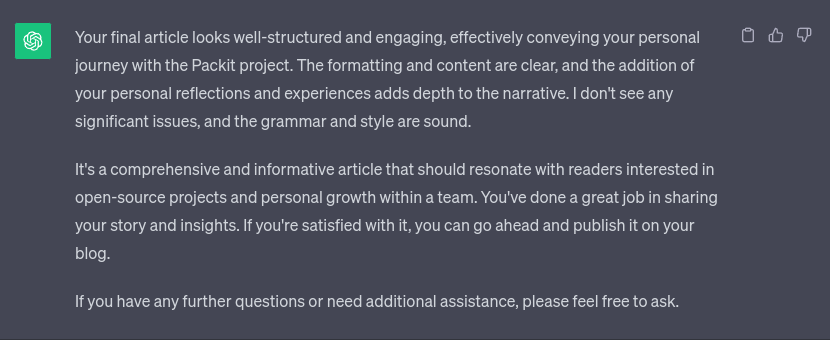 Your final article looks well-structured and engaging, effectively conveying your personal
journey with the Packit project. The formatting and content are clear, and the addition of
your personal reflections and experiences adds depth to the narrative. I don't see any
significant issues, and the grammar and style are sound.
It's a comprehensive and informative article that should resonate with readers interested in
open-source projects and personal growth within a team. You've done a great job in sharing
your story and insights. If you're satisfied with it, you can go ahead and publish it on your
blog.
If you have any further questions or need additional assistance, please feel free to ask.